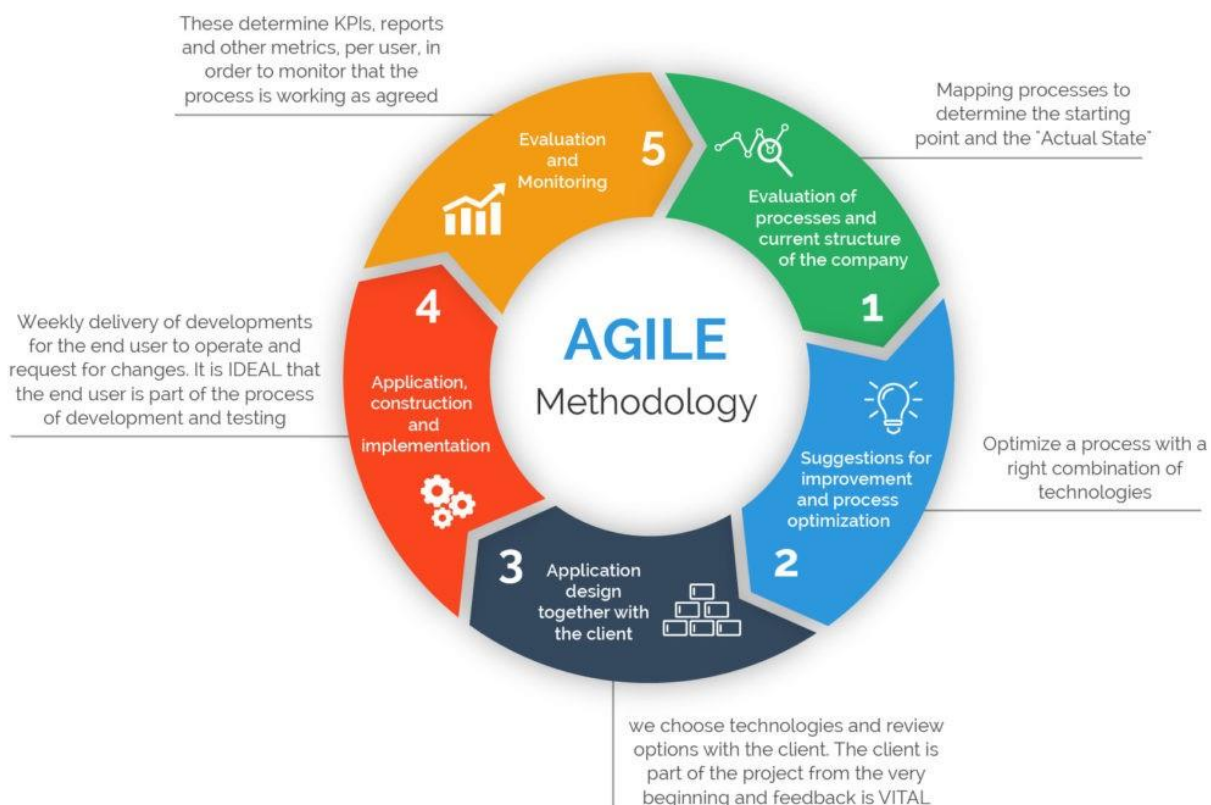 AGILE
Methodology
Evaluation of
processes and
current structure
of the company
1
Mapping processes to
determine the starting
point and the "Actual State"
Suggestions for
improvement
and process
optimization
2
Optimize a process with a
right combination of
technologies
3
Application
design
together with
the client
we choose technologies and review
options with the client. The client is
part of the project from the very
beginning and feedback is VITAL
4
Application,
construction
and
implementation
Weekly delivery of developments
for the end user to operate and
request for changes. It is IDEAL that
the end user is part of the process
of development and testing
5
Evaluation
and
Monitoring
These determine KPIs, reports
and other metrics, per user, in
order to monitor that the
process is working as agreed